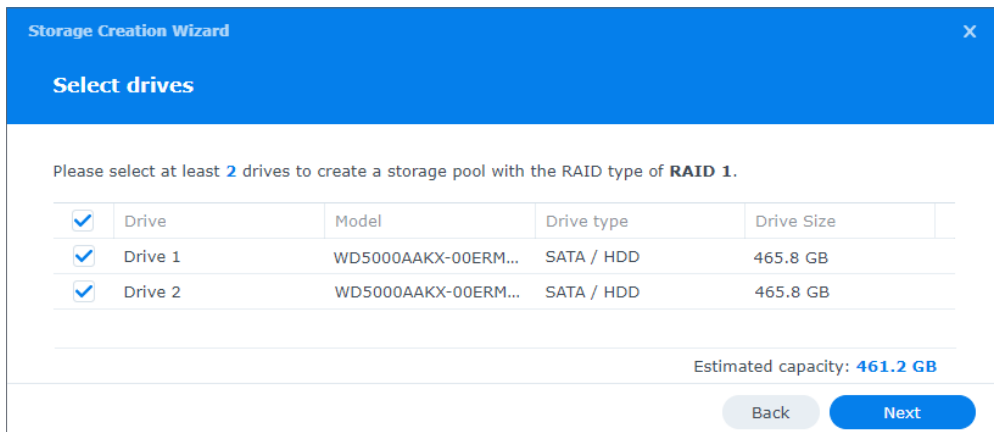 Storage Creation Wizard
Select drives
Please select at least 2 drives to create a storage pool with the RAID type of RAID 1.
Drive Model Drive type Drive Size
Drive 1 WD5000AAKX-00ERM... SATA / HDD 465.8 GB
Drive 2 WD5000AAKX-00ERM... SATA / HDD 465.8 GB
Estimated capacity: 461.2 GB
Back Next